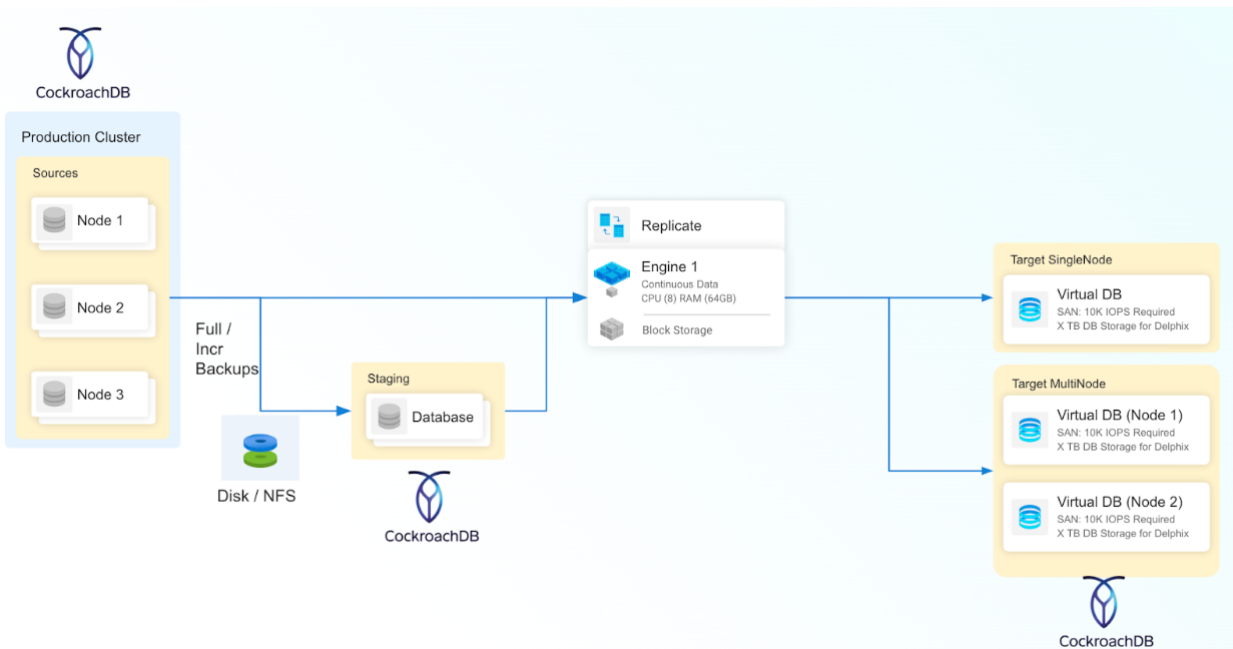 CockroachDB
Production Cluster
Sources
Node 1
Node 2
Node 3
Full /
Incr
Backups
Disk / NFS
Staging
Database
CockroachDB
Replicate
Engine 1
Continuous Data
CPU (8) RAM (64GB)
Block Storage
Target SingleNode
Virtual DB
SAN: 10K IOPS Required
X TB DB Storage for Delphix
Target MultiNode
Virtual DB (Node 1)
SAN: 10K IOPS Required
X TB DB Storage for Delphix
Virtual DB (Node 2)
SAN: 10K IOPS Required
X TB DB Storage for Delphix
CockroachDB